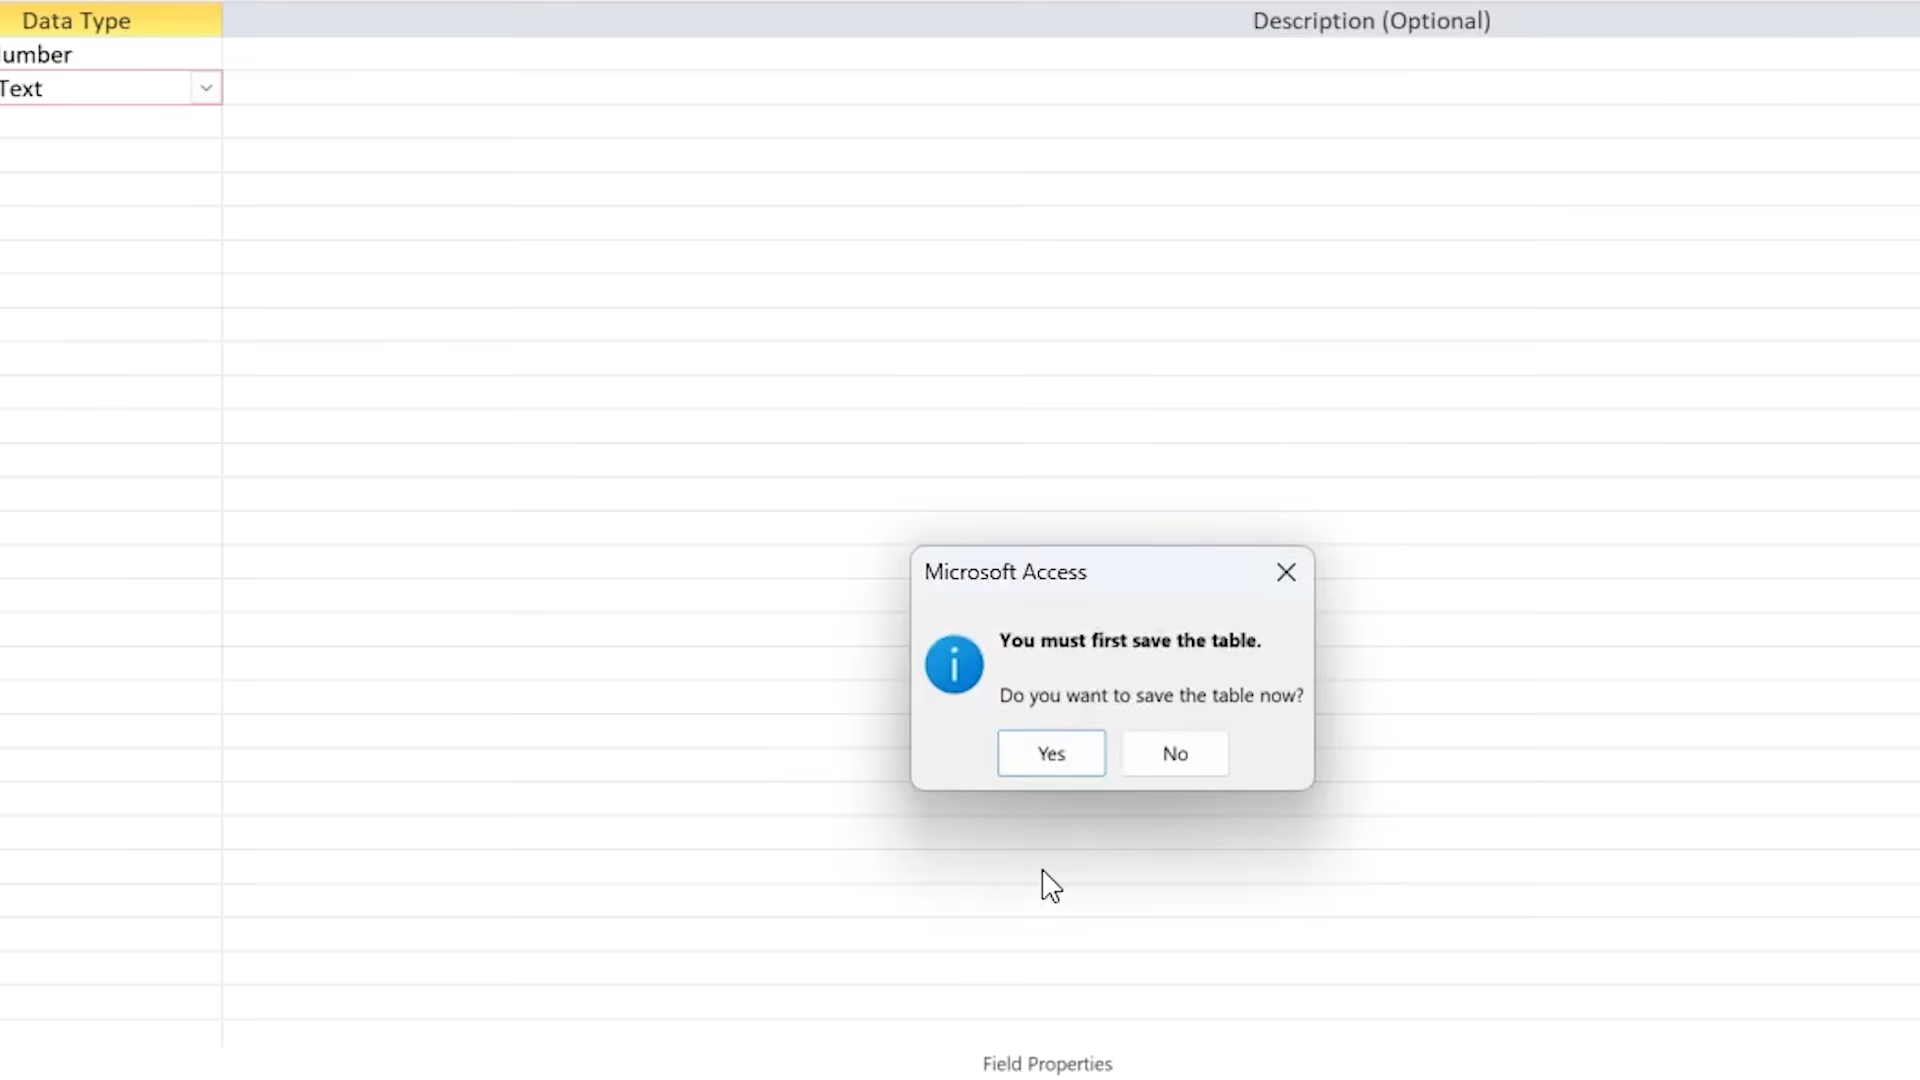 Data Type
Description (Optional)
umber
Text
Microsoft Access
You must first save the table.
Do you want to save the table now?
Yes
No
Field Properties